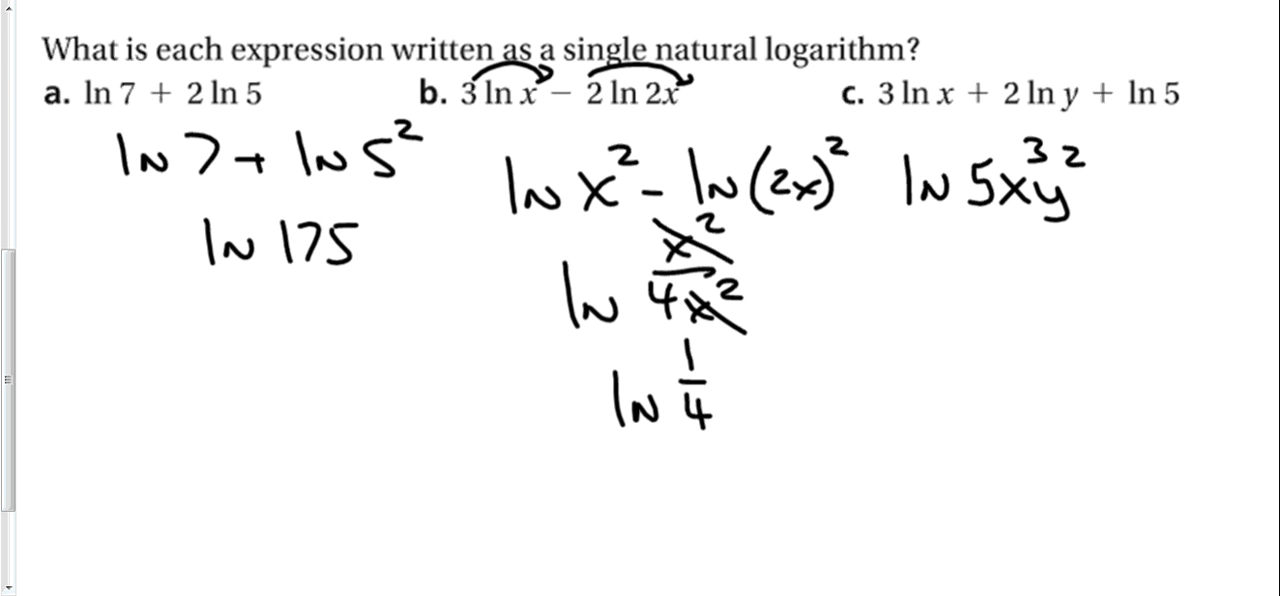 What is each expression written as a single natural logarithm?
a. ln 7 + 2 ln 5
b. 3 ln x − 2 ln 2x
c. 3 ln x + 2 ln y + ln 5
ln 7 + ln 5²
ln 175
ln x² − ln (2x)²
ln x²/4x²
ln 1/4
ln 5x³y²